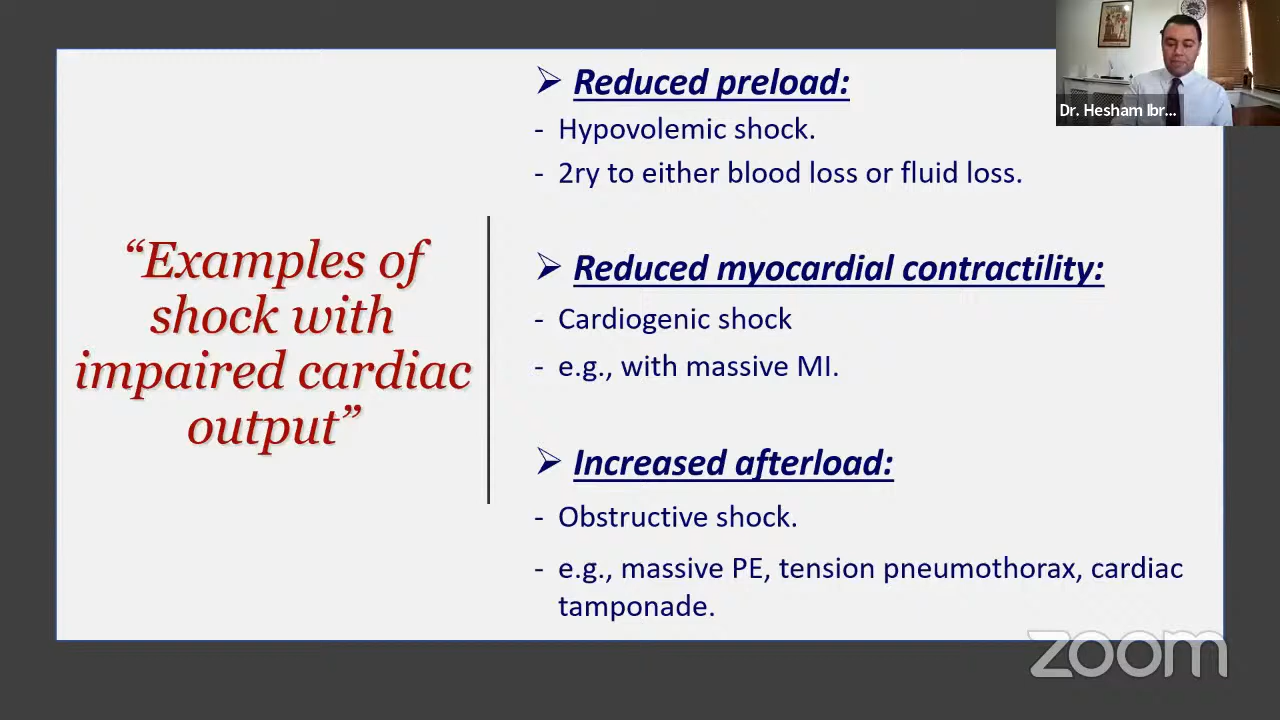 “Examples of
shock with
impaired cardiac
output”
➢ Reduced preload:
- Hypovolemic shock.
- 2ry to either blood loss or fluid loss.
➢ Reduced myocardial contractility:
- Cardiogenic shock
- e.g., with massive MI.
➢ Increased afterload:
- Obstructive shock.
- e.g., massive PE, tension pneumothorax, cardiac
tamponade.
Dr. Hesham Ibr...
zoom